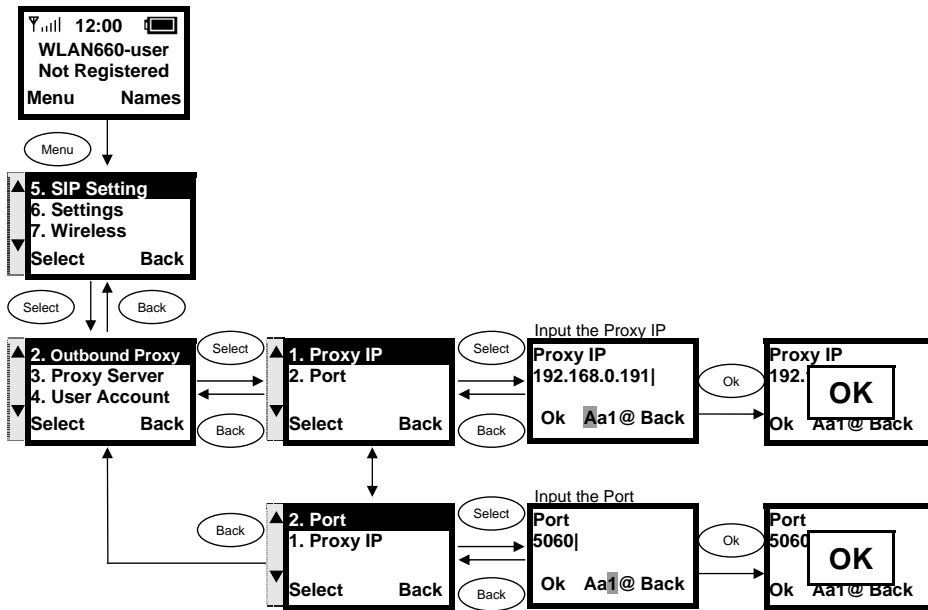 12:00
WLAN660-user
Not Registered
Menu Names
Menu
5. SIP Setting
6. Settings
7. Wireless
Select Back
Select
Back
2. Outbound Proxy
3. Proxy Server
4. User Account
Select Back
Select
Back
1. Proxy IP
2. Port
Select Back
Select
Back
Input the Proxy IP
Proxy IP
192.168.0.191|
Ok Aa1@ Back
Ok
Proxy IP
192.1
OK
Ok Aa1@ Back
Back
2. Port
1. Proxy IP
Select Back
Select
Back
Input the Port
Port
5060|
Ok Aa1@ Back
Ok
Port
5060
OK
Ok Aa1@ Back